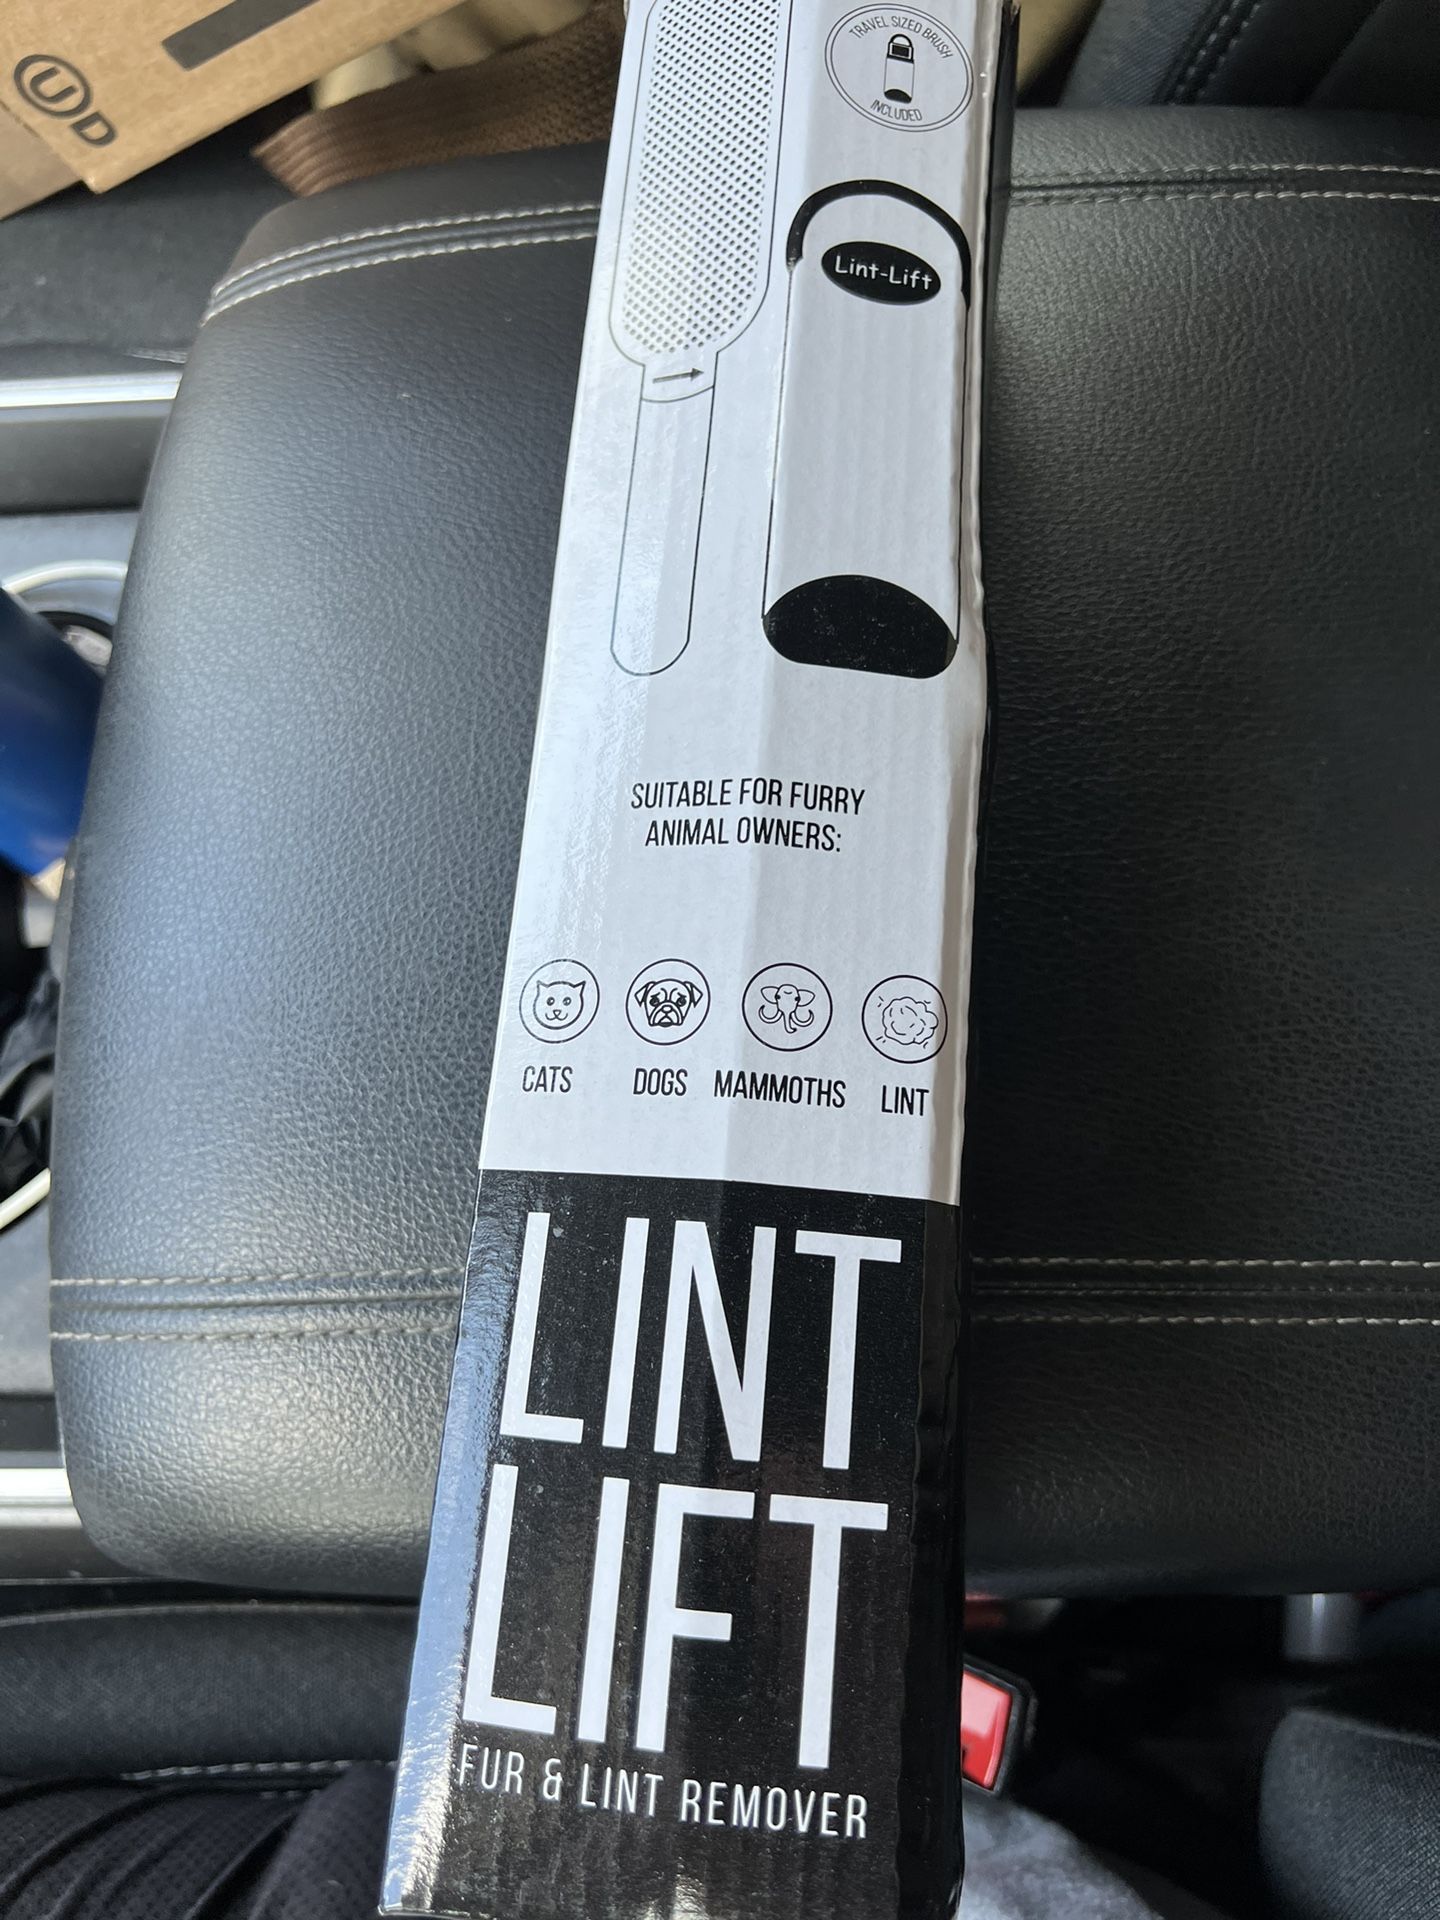 UD
TRAVEL SIZED BRUSH
INCLUDED
Lint-Lift
SUITABLE FOR FURRY
ANIMAL OWNERS:
CATS DOGS MAMMOTHS LINT
LINT
LIFT
FUR & LINT REMOVER